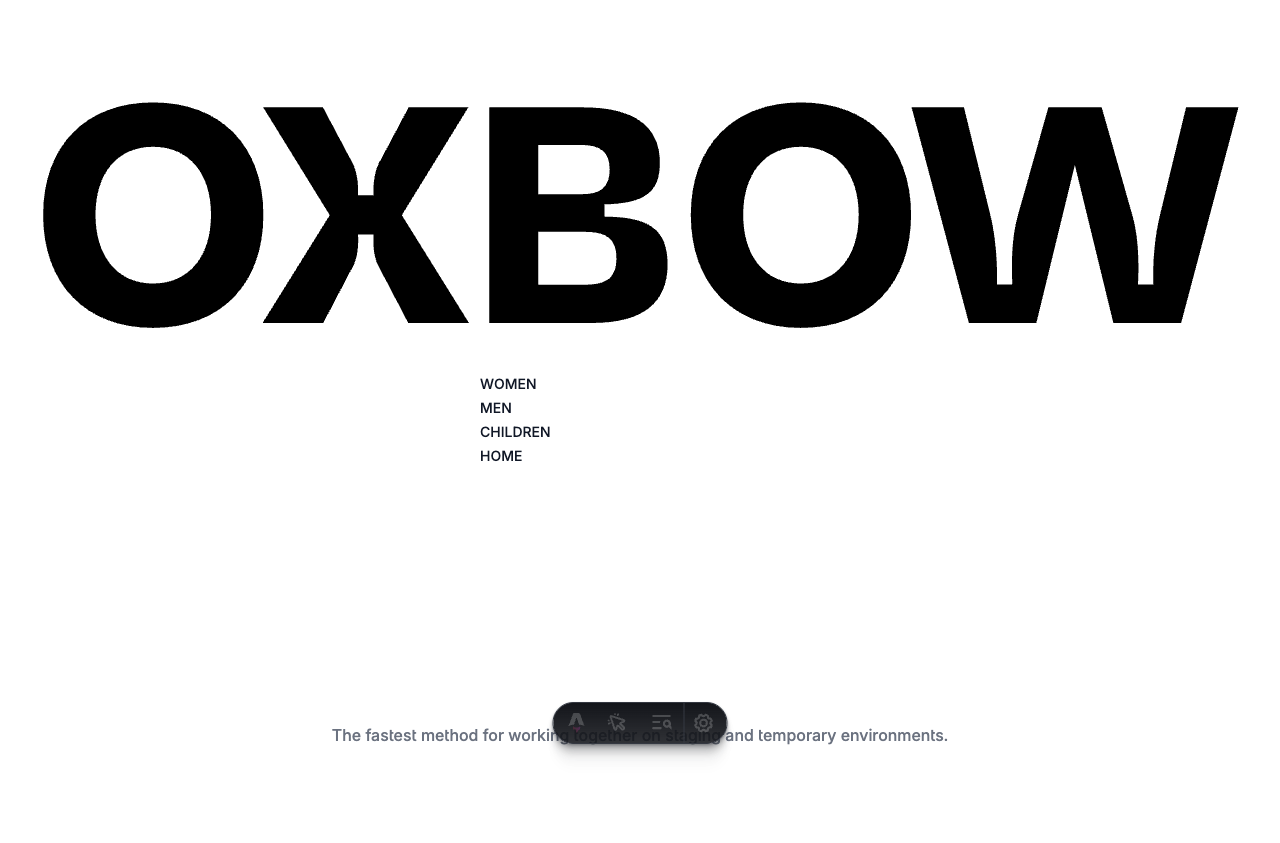 OXBOW
WOMEN
MEN
CHILDREN
HOME
The fastest method for working together on staging and temporary environments.